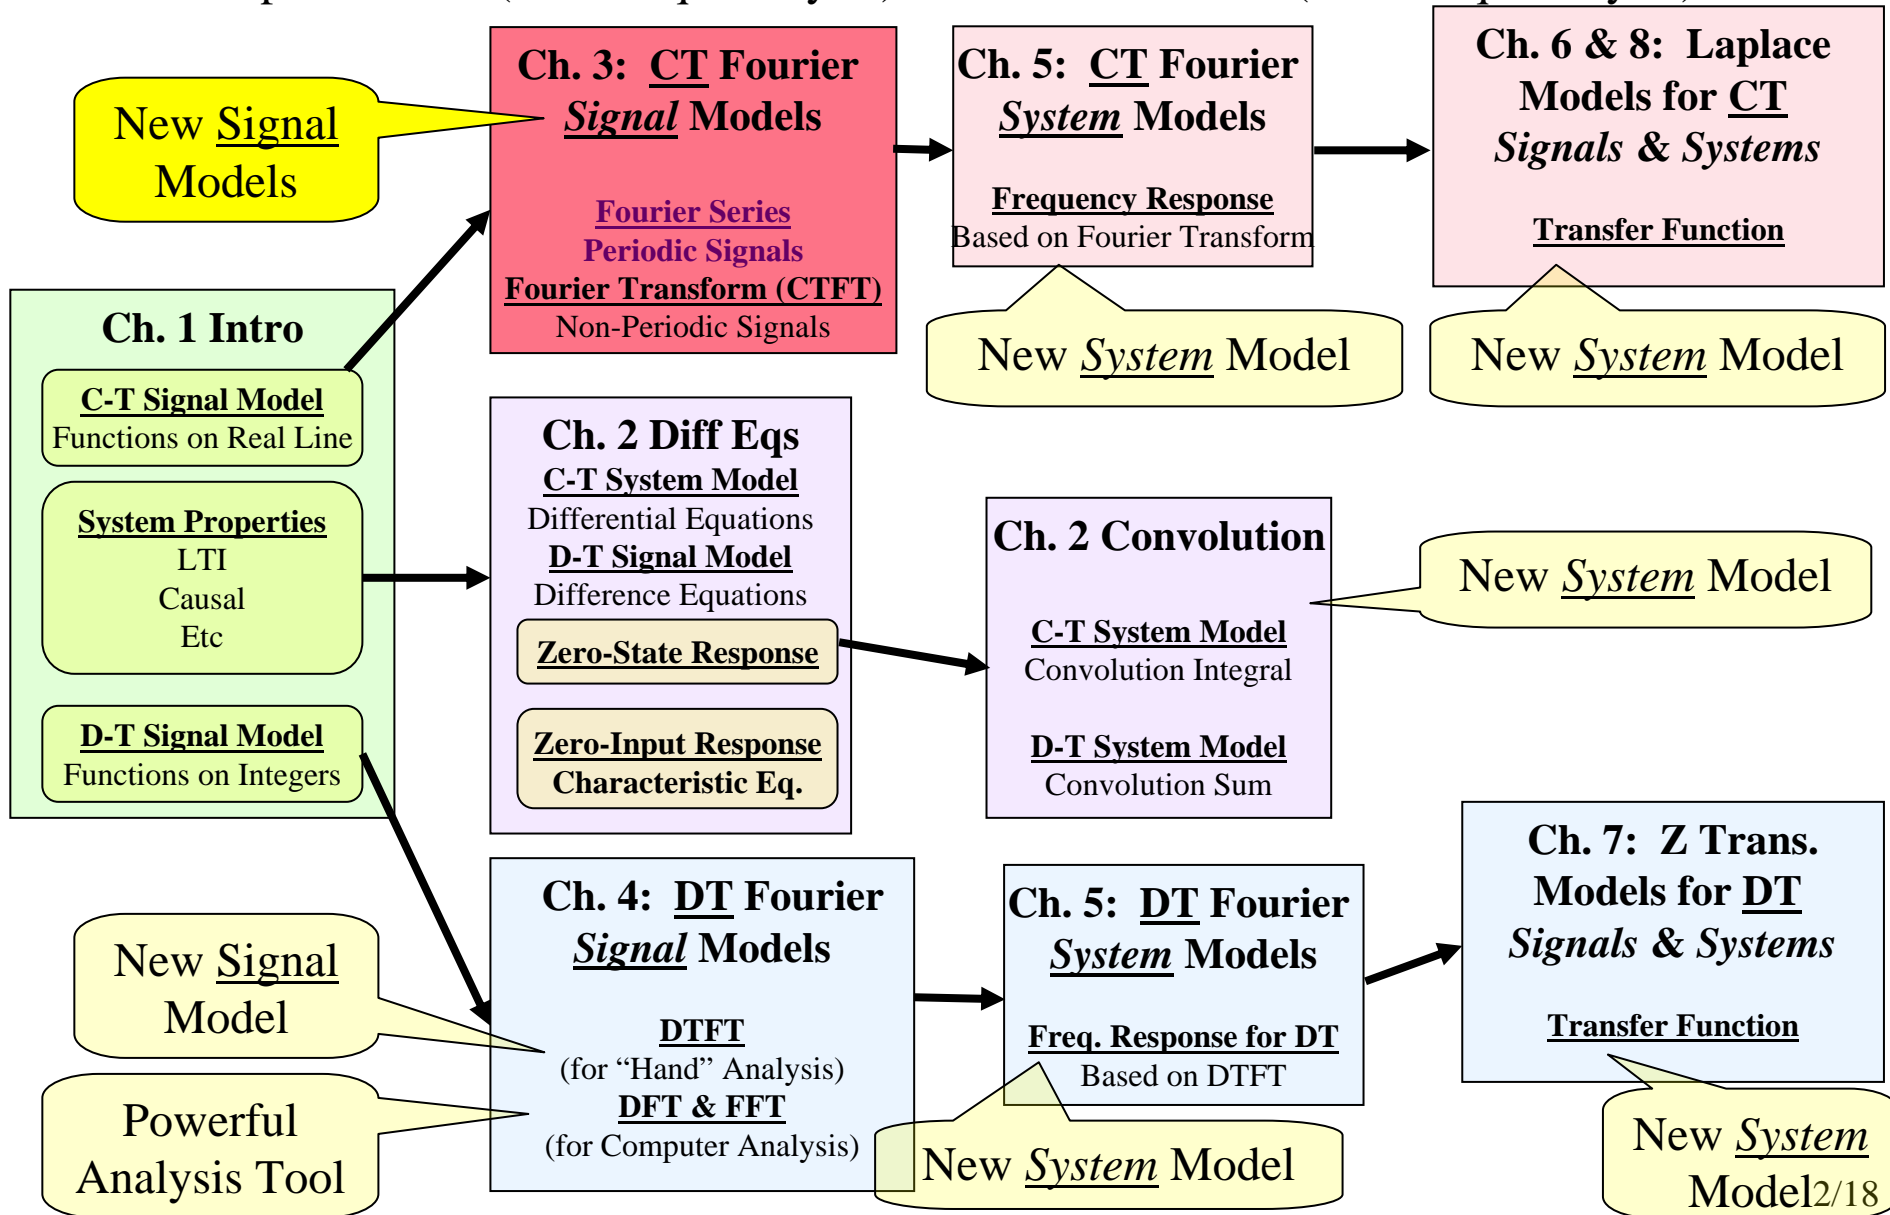 Ch. 3: CT Fourier
Signal Models
Fourier Series
Periodic Signals
Fourier Transform (CTFT)
Non-Periodic Signals
Ch. 5: CT Fourier
System Models
Frequency Response
Based on Fourier Transform
Ch. 6 & 8: Laplace
Models for CT
Signals & Systems
Transfer Function
New Signal
Models
New System Model
New System Model
Ch. 1 Intro
C-T Signal Model
Functions on Real Line
System Properties
LTI
Causal
Etc
D-T Signal Model
Functions on Integers
Ch. 2 Diff Eqs
C-T System Model
Differential Equations
D-T Signal Model
Difference Equations
Zero-State Response
Zero-Input Response
Characteristic Eq.
Ch. 2 Convolution
C-T System Model
Convolution Integral
D-T System Model
Convolution Sum
New System Model
Ch. 4: DT Fourier
Signal Models
DTFT
(for “Hand” Analysis)
DFT & FFT
(for Computer Analysis)
New Signal
Model
Powerful
Analysis Tool
Ch. 5: DT Fourier
System Models
Freq. Response for DT
Based on DTFT
New System Model
Ch. 7: Z Trans.
Models for DT
Signals & Systems
Transfer Function
New System
Model
2/18